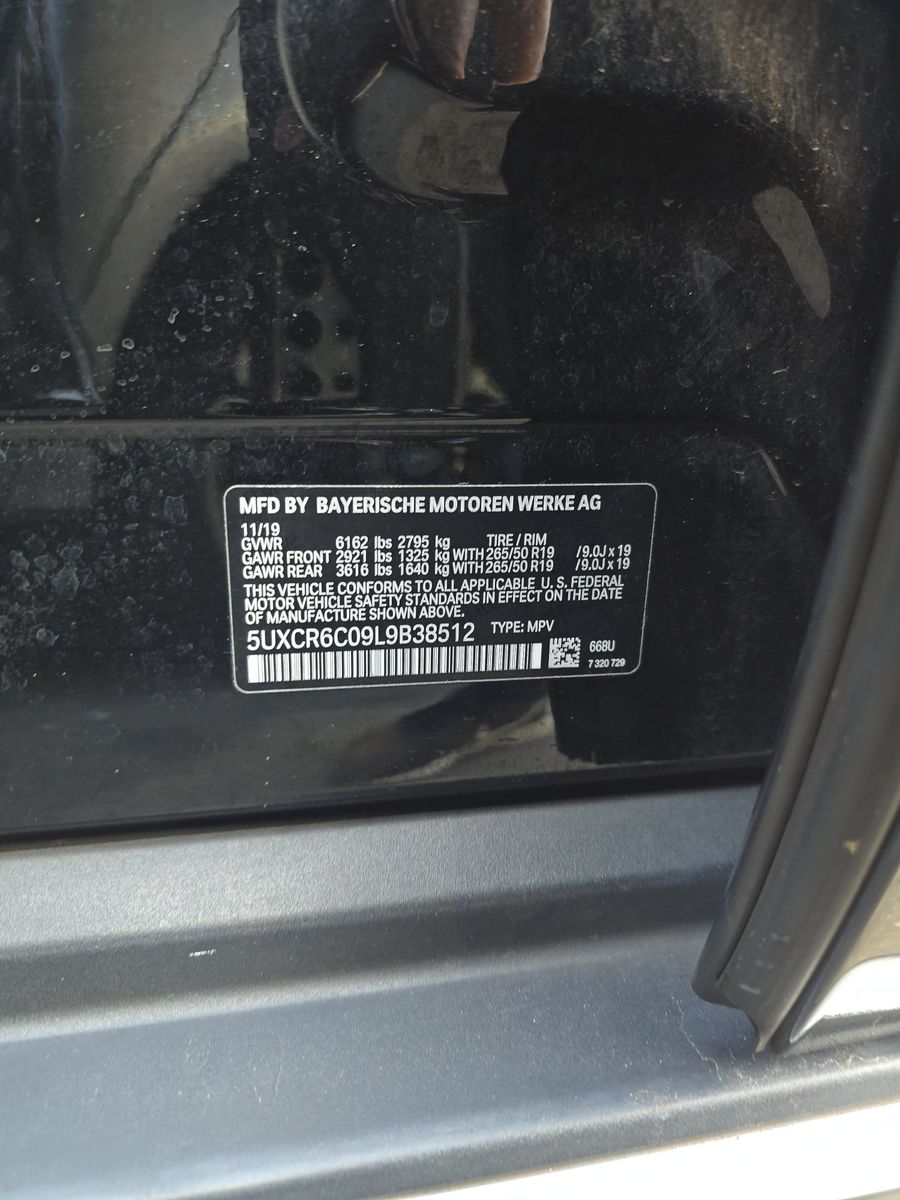 MFD BY BAYERISCHE MOTOREN WERKE AG
11/19
GVWR 6162 lbs 2795 kg TIRE / RIM
GAWR FRONT 2921 lbs 1325 kg WITH 265/50 R19 /9.0J x 19
GAWR REAR 3616 lbs 1640 kg WITH 265/50 R19 /9.0J x 19
THIS VEHICLE CONFORMS TO ALL APPLICABLE U. S. FEDERAL
MOTOR VEHICLE SAFETY STANDARDS IN EFFECT ON THE DATE
OF MANUFACTURE SHOWN ABOVE.
5UXCR6C09L9B38512 TYPE: MPV
668U
7 320 729